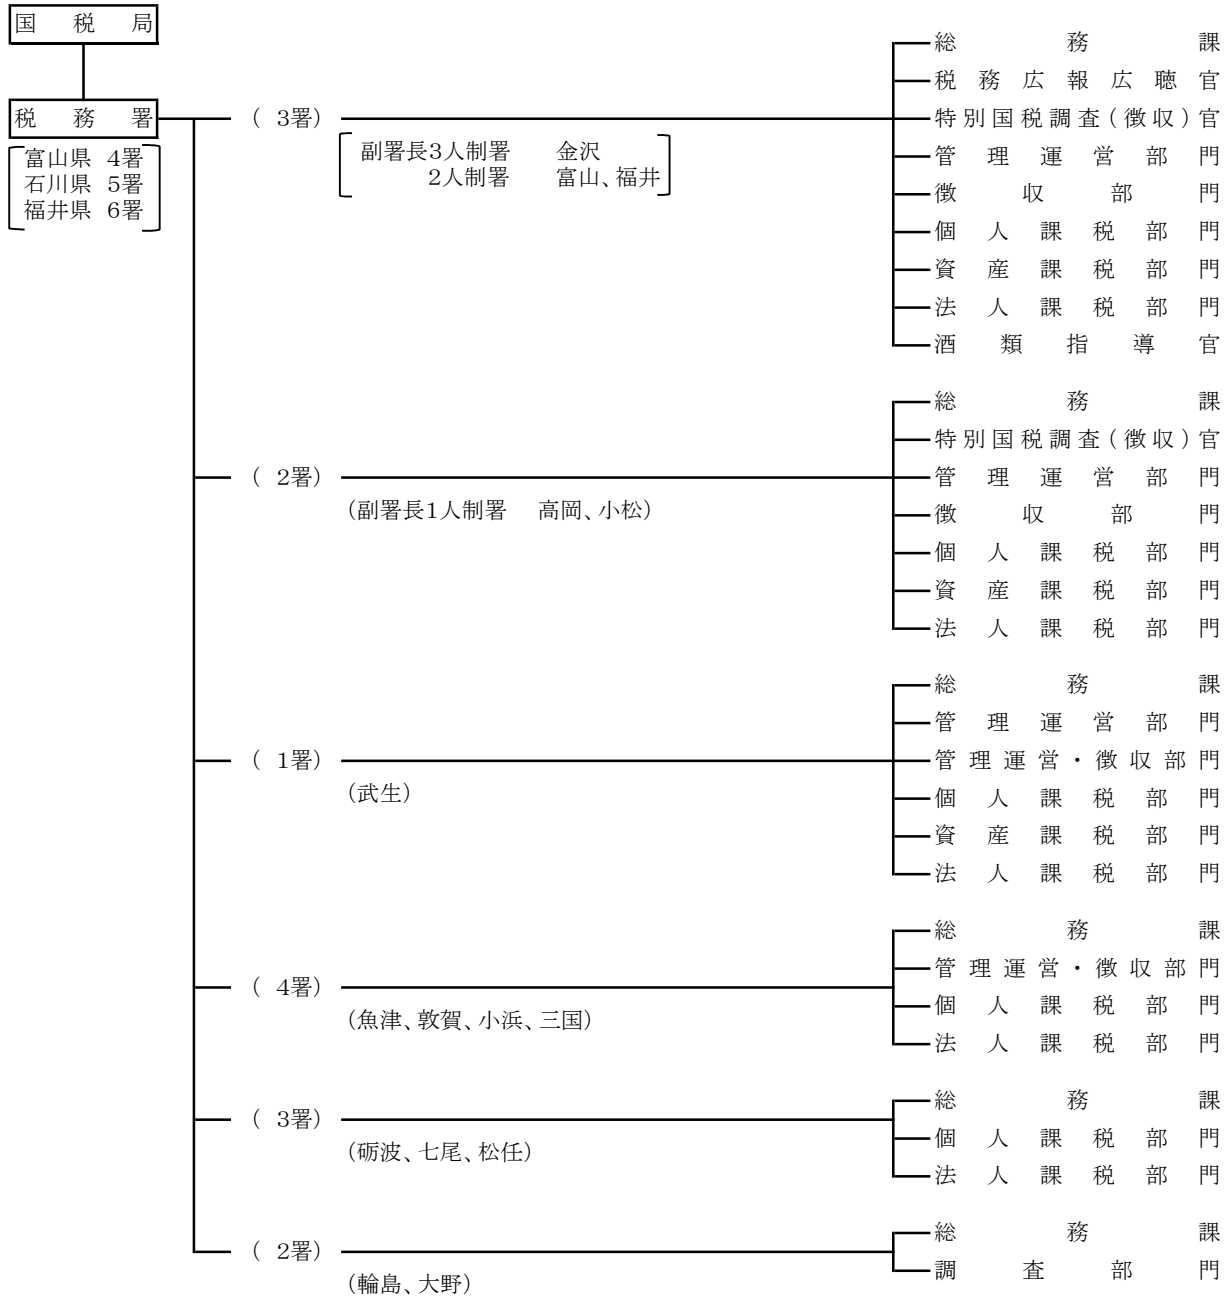 国税局
税務署
富山県 4署
石川県 5署
福井県 6署
( 3署)
副署長3人制署 金沢
2人制署 富山、福井
総務課
税務広報広聴官
特別国税調査(徴収)官
管理運営部門
徴収部門
個人課税部門
資産課税部門
法人課税部門
酒類指導官
( 2署)
(副署長1人制署 高岡、小松)
総務課
特別国税調査(徴収)官
管理運営部門
徴収部門
個人課税部門
資産課税部門
法人課税部門
( 1署)
(武生)
総務課
管理運営部門
管理運営・徴収部門
個人課税部門
資産課税部門
法人課税部門
( 4署)
(魚津、敦賀、小浜、三国)
総務課
管理運営・徴収部門
個人課税部門
法人課税部門
( 3署)
(砺波、七尾、松任)
総務課
個人課税部門
法人課税部門
( 2署)
(輪島、大野)
総務課
調査部門